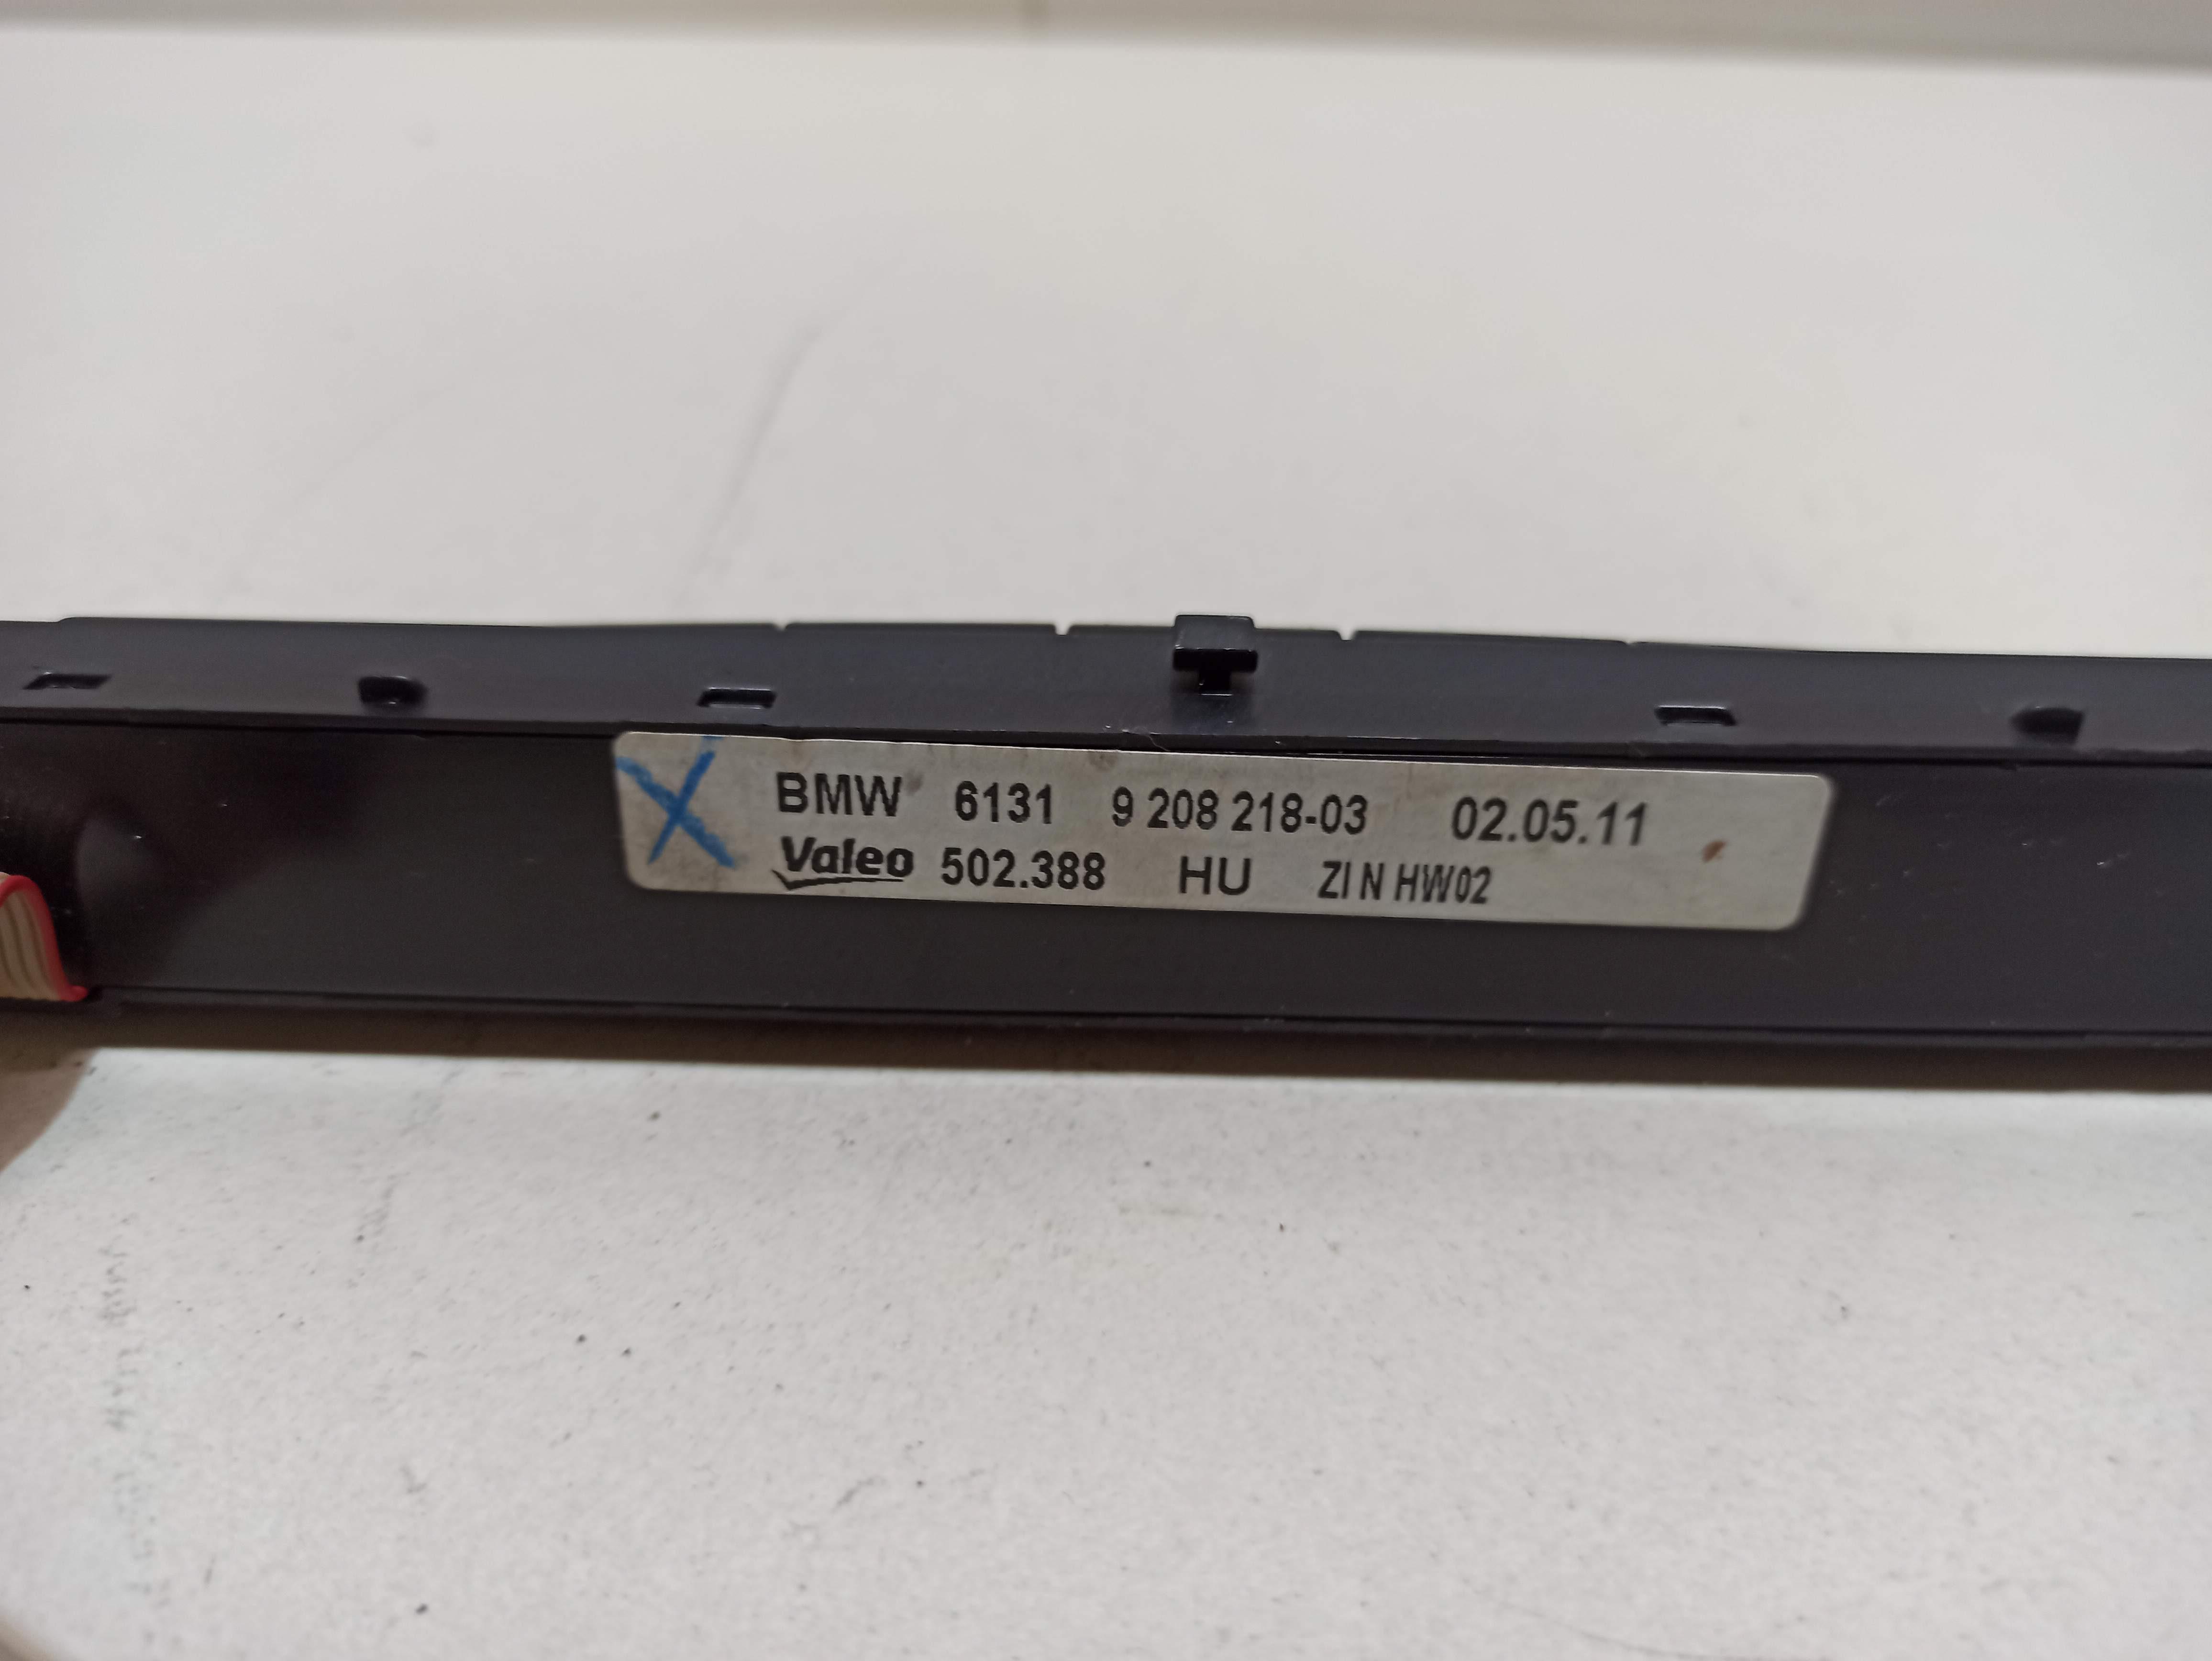 BMW 6131 9 208 218-03 02.05.11
Valeo 502.388 HU ZI N HW02